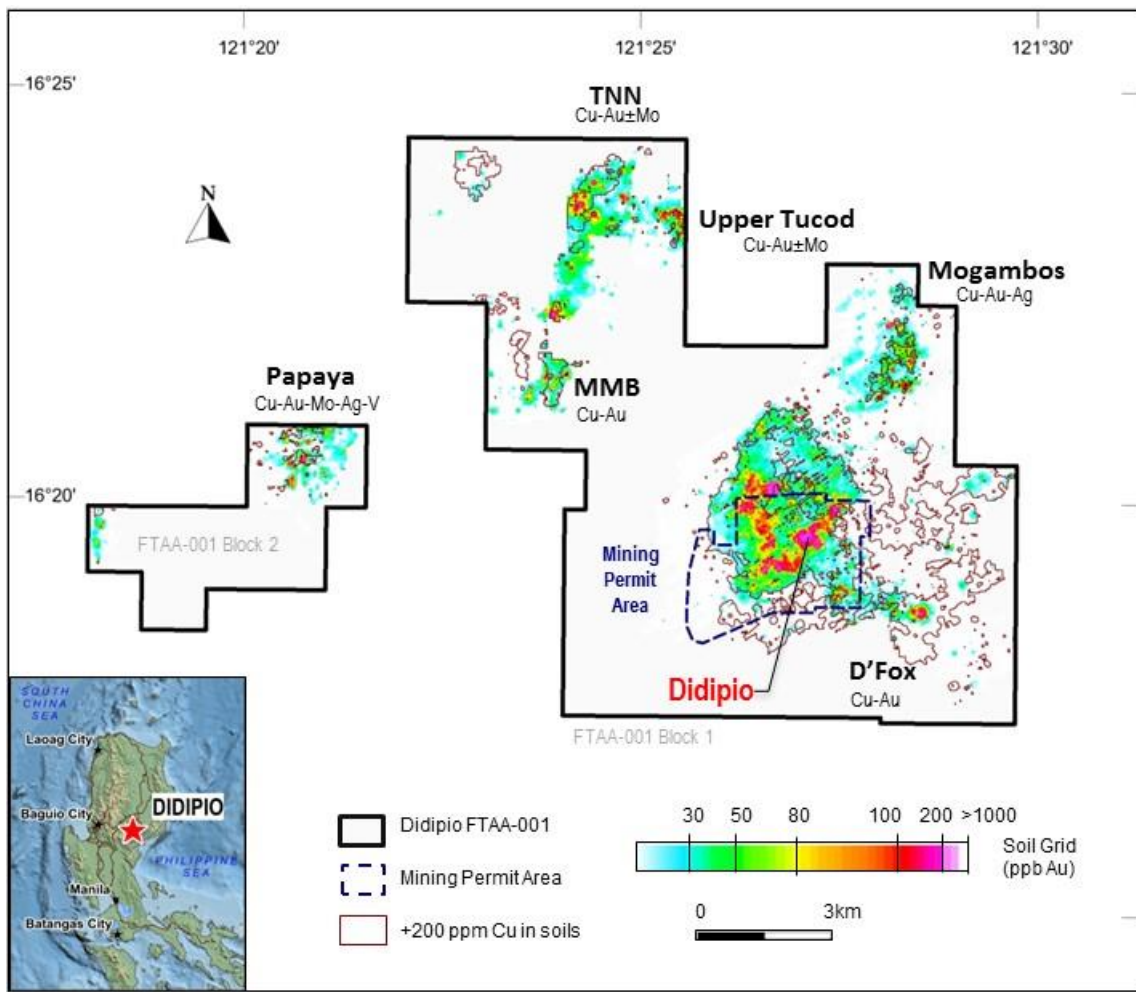 121°20'
121°25'
121°30'
16°25'
TNN
Cu-Au±Mo
N
Upper Tucod
Cu-Au±Mo
Mogambos
Cu-Au-Ag
Papaya
Cu-Au-Mo-Ag-V
MMB
Cu-Au
16°20'
FTAA-001 Block 2
Mining
Permit
Area
Didipio
D'Fox
Cu-Au
FTAA-001 Block 1
SOUTH
CHINA
SEA
Laoag City
DIDIPIO
Baguio City
PHILIPPINE
SEA
Manila
Batangas City
Didipio FTAA-001
Mining Permit Area
+200 ppm Cu in soils
30 50 80 100 200 >1000
Soil Grid
(ppb Au)
0 3km